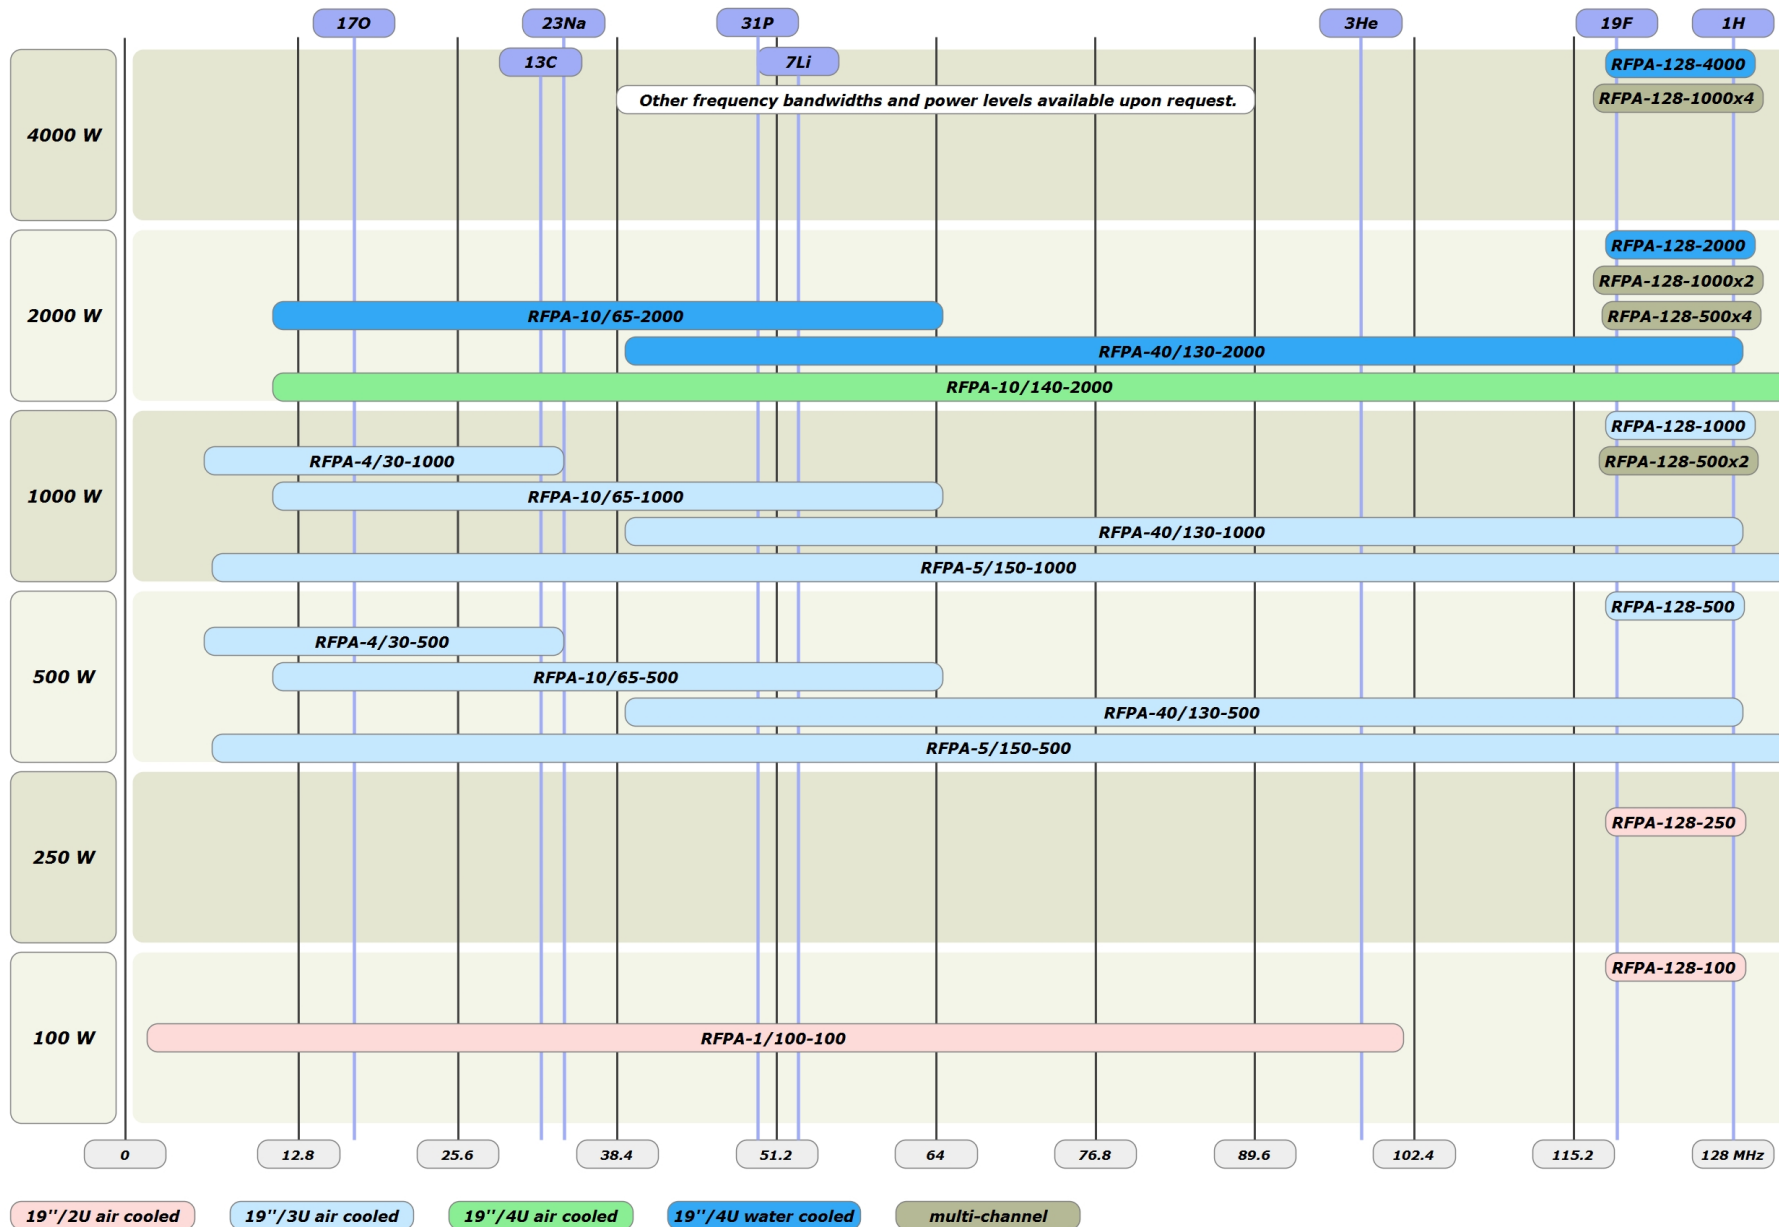 17O
23Na
31P
3He
19F
1H
13C
7Li
4000 W
RFPA-128-4000
Other frequency bandwidths and power levels available upon request.
RFPA-128-1000x4
2000 W
RFPA-128-2000
RFPA-128-1000x2
RFPA-10/65-2000
RFPA-128-500x4
RFPA-40/130-2000
RFPA-10/140-2000
1000 W
RFPA-128-1000
RFPA-4/30-1000
RFPA-128-500x2
RFPA-10/65-1000
RFPA-40/130-1000
RFPA-5/150-1000
500 W
RFPA-128-500
RFPA-4/30-500
RFPA-10/65-500
RFPA-40/130-500
RFPA-5/150-500
250 W
RFPA-128-250
100 W
RFPA-128-100
RFPA-1/100-100
0
12.8
25.6
38.4
51.2
64
76.8
89.6
102.4
115.2
128 MHz
19''/2U air cooled
19''/3U air cooled
19''/4U air cooled
19''/4U water cooled
multi-channel